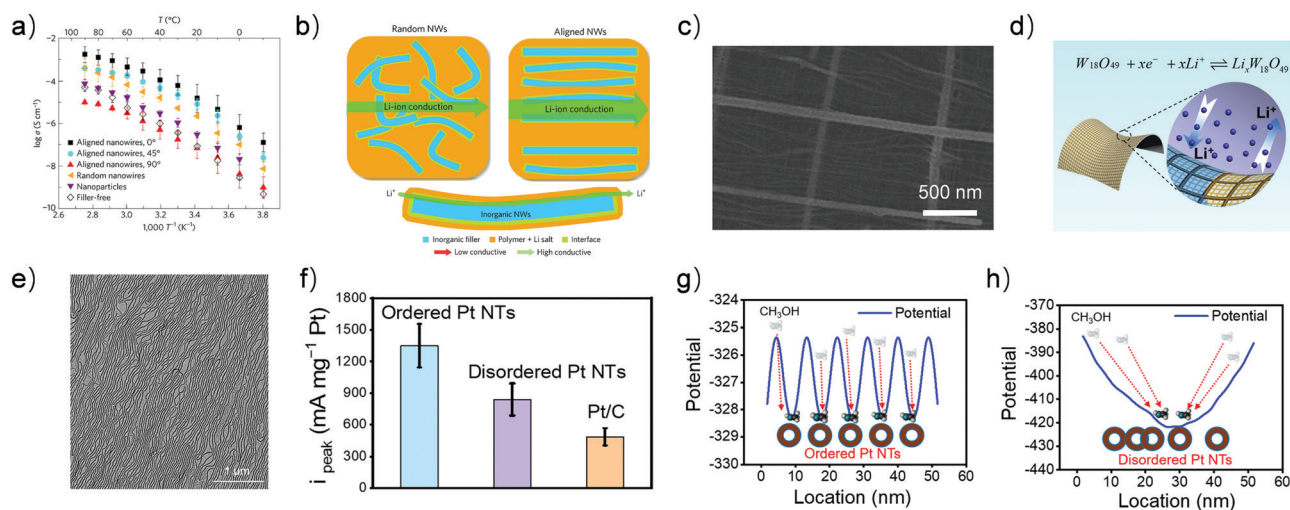 a)
T (°C)
100 80 60 40 20 0
log σ (S cm⁻¹)
-2
-4
-6
-8
-10
Aligned nanowires, 0°
Aligned nanowires, 45°
Aligned nanowires, 90°
Random nanowires
Nanoparticles
Filler-free
2.6 2.8 3.0 3.2 3.4 3.6 3.8
1,000 T⁻¹ (K⁻¹)
b)
Random NWs
Aligned NWs
Li-ion conduction
Li-ion conduction
Li⁺
Li⁺
Inorganic NWs
Inorganic filler Polymer + Li salt Interface
Low conductive High conductive
c)
500 nm
d)
W₁₈O₄₉ + xe⁻ + xLi⁺ ⇌ LiₓW₁₈O₄₉
Li⁺
Li⁺
e)
1 μm
f)
i peak (mA mg⁻¹ Pt)
1800
1500
1200
900
600
300
0
Ordered Pt NTs
Disordered Pt NTs
Pt/C
g)
Potential
-324
-325
-326
-327
-328
-329
-330
CH₃OH
Potential
Ordered Pt NTs
0 10 20 30 40 50
Location (nm)
h)
Potential
-370
-380
-390
-400
-410
-420
-430
-440
CH₃OH
Potential
Disordered Pt NTs
0 10 20 30 40 50
Location (nm)